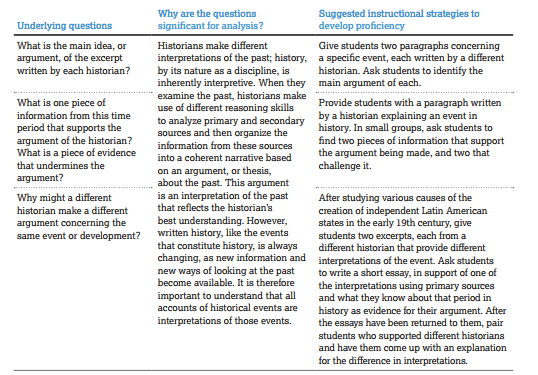 Underlying questions
Why are the questions
significant for analysis?
Suggested instructional strategies to
develop proficiency
What is the main idea, or
argument, of the excerpt
written by each historian?
What is one piece of
information from this time
period that supports the
argument of the historian?
What is a piece of evidence
that undermines the
argument?
Why might a different
historian make a different
argument concerning the
same event or development?
Historians make different
interpretations of the past; history,
by its nature as a discipline, is
inherently interpretive. When they
examine the past, historians make
use of different reasoning skills
to analyze primary and secondary
sources and then organize the
information from these sources
into a coherent narrative based
on an argument, or thesis,
about the past. This argument
is an interpretation of the past
that reflects the historian's
best understanding. However,
written history, like the events
that constitute history, is always
changing, as new information and
new ways of looking at the past
become available. It is therefore
important to understand that all
accounts of historical events are
interpretations of those events.
Give students two paragraphs concerning
a specific event, each written by a different
historian. Ask students to identify the
main argument of each.
Provide students with a paragraph written
by a historian explaining an event in
history. In small groups, ask students to
find two pieces of information that support
the argument being made, and two that
challenge it.
After studying various causes of the
creation of independent Latin American
states in the early 19th century, give
students two excerpts, each from a
different historian that provide different
interpretations of the event. Ask students
to write a short essay, in support of one of
the interpretations using primary sources
and what they know about that period in
history as evidence for their argument. After
the essays have been returned to them, pair
students who supported different historians
and have them come up with an explanation
for the difference in interpretations.